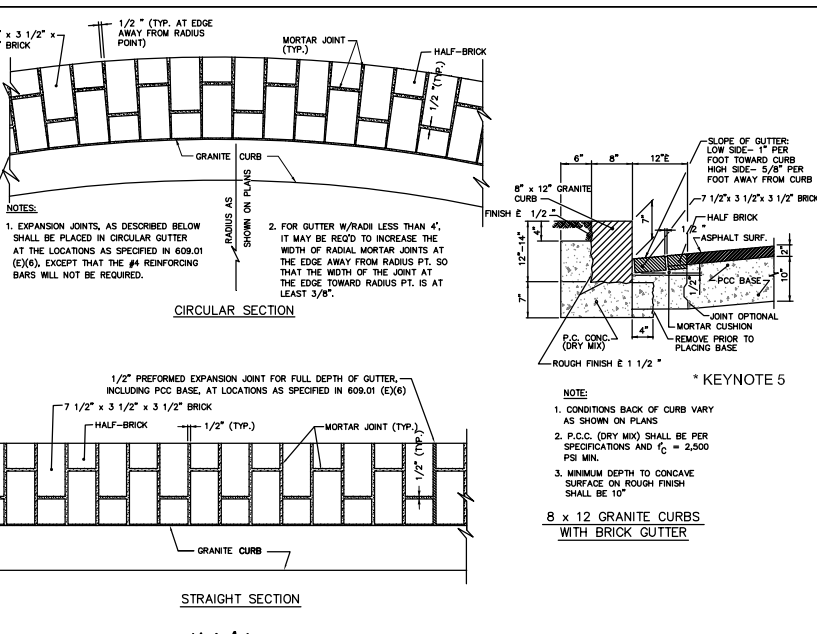 1/2 " (TYP. AT EDGE
AWAY FROM RADIUS
POINT)
" x 3 1/2" x
" BRICK
MORTAR JOINT
(TYP.)
HALF-BRICK
1/2 " (TYP.)
GRANITE CURB
RADIUS AS
SHOWN ON PLANS
NOTES:
1. EXPANSION JOINTS, AS DESCRIBED BELOW
SHALL BE PLACED IN CIRCULAR GUTTER
AT THE LOCATIONS AS SPECIFIED IN 609.01
(E)(6), EXCEPT THAT THE #4 REINFORCING
BARS WILL NOT BE REQUIRED.
2. FOR GUTTER W/RADII LESS THAN 4',
IT MAY BE REQ'D TO INCREASE THE
WIDTH OF RADIAL MORTAR JOINTS AT
THE EDGE AWAY FROM RADIUS PT. SO
THAT THE WIDTH OF THE JOINT AT
THE EDGE TOWARD RADIUS PT. IS AT
LEAST 3/8".
CIRCULAR SECTION
1/2" PREFORMED EXPANSION JOINT FOR FULL DEPTH OF GUTTER,
INCLUDING PCC BASE, AT LOCATIONS AS SPECIFIED IN 609.01 (E)(6)
7 1/2" x 3 1/2" x 3 1/2" BRICK
HALF-BRICK
1/2" (TYP.)
MORTAR JOINT (TYP.)
1/2" (TYP.)
GRANITE CURB
STRAIGHT SECTION
SLOPE OF GUTTER:
LOW SIDE- 1" PER
FOOT TOWARD CURB
HIGH SIDE- 5/8" PER
FOOT AWAY FROM CURB
6"
8"
12"È
8" x 12" GRANITE
CURB
7 1/2"x 3 1/2"x 3 1/2" BRICK
FINISH È 1/2 "
7"
HALF BRICK
1/2 "
ASPHALT SURF.
4"
12"-14"
2"
PCC BASE
10"
1/2"
7"
JOINT OPTIONAL
MORTAR CUSHION
4"
P.C. CONC.
(DRY MIX)
REMOVE PRIOR TO
PLACING BASE
ROUGH FINISH È 1 1/2 "
* KEYNOTE 5
NOTE:
1. CONDITIONS BACK OF CURB VARY
AS SHOWN ON PLANS
2. P.C.C. (DRY MIX) SHALL BE PER
SPECIFICATIONS AND f'C = 2,500
PSI MIN.
3. MINIMUM DEPTH TO CONCAVE
SURFACE ON ROUGH FINISH
SHALL BE 10"
8 x 12 GRANITE CURBS
WITH BRICK GUTTER